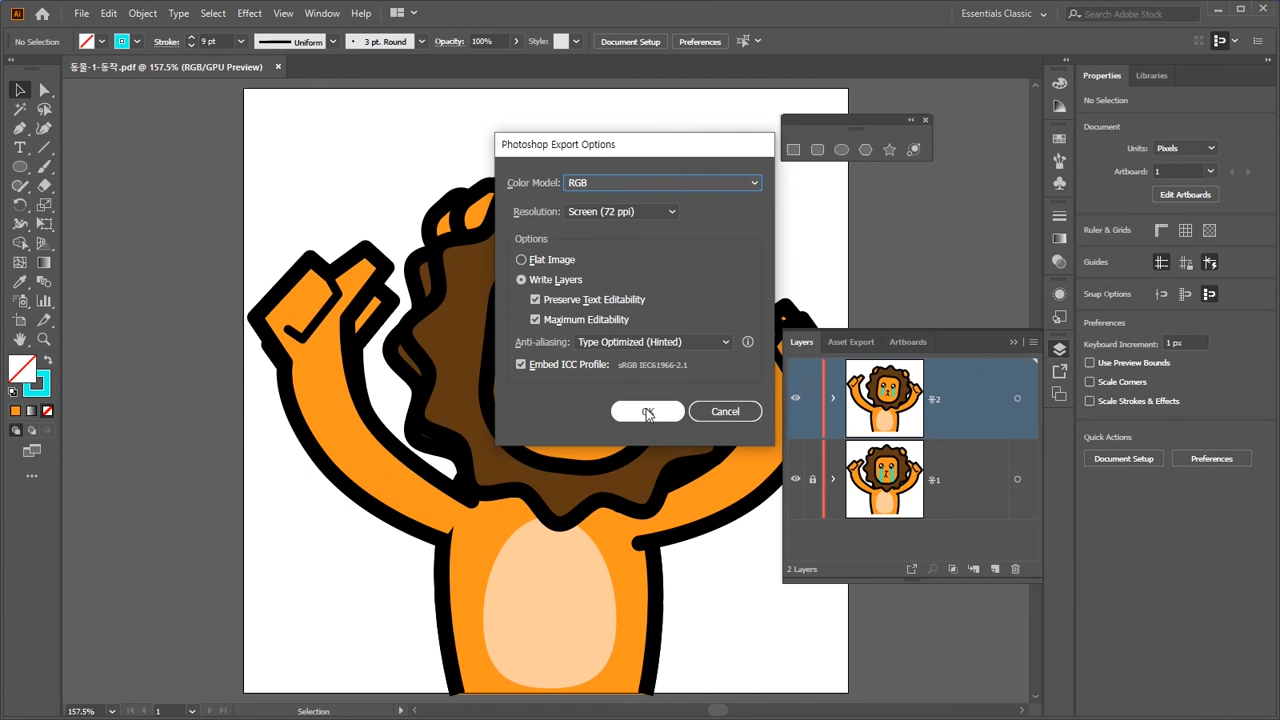 Ai
File
Edit
Object
Type
Select
Effect
View
Window
Help
Essentials Classic
Search Adobe Stock
No Selection
Stroke:
9 pt
Uniform
3 pt. Round
Opacity:
100%
Style:
Document Setup
Preferences
동물-1-동작.pdf @ 157.5% (RGB/GPU Preview)
Photoshop Export Options
Color Model:
RGB
Resolution:
Screen (72 ppi)
Options
Flat Image
Write Layers
Preserve Text Editability
Maximum Editability
Anti-aliasing:
Type Optimized (Hinted)
Embed ICC Profile:
sRGB IEC61966-2.1
OK
Cancel
Layers
Asset Export
Artboards
동2
동1
2 Layers
Properties
Libraries
No Selection
Document
Units:
Pixels
Artboard:
1
Edit Artboards
Ruler & Grids
Guides
Snap Options
Preferences
Keyboard Increment:
1 px
Use Preview Bounds
Scale Corners
Scale Strokes & Effects
Quick Actions
Document Setup
Preferences
157.5%
1
Selection